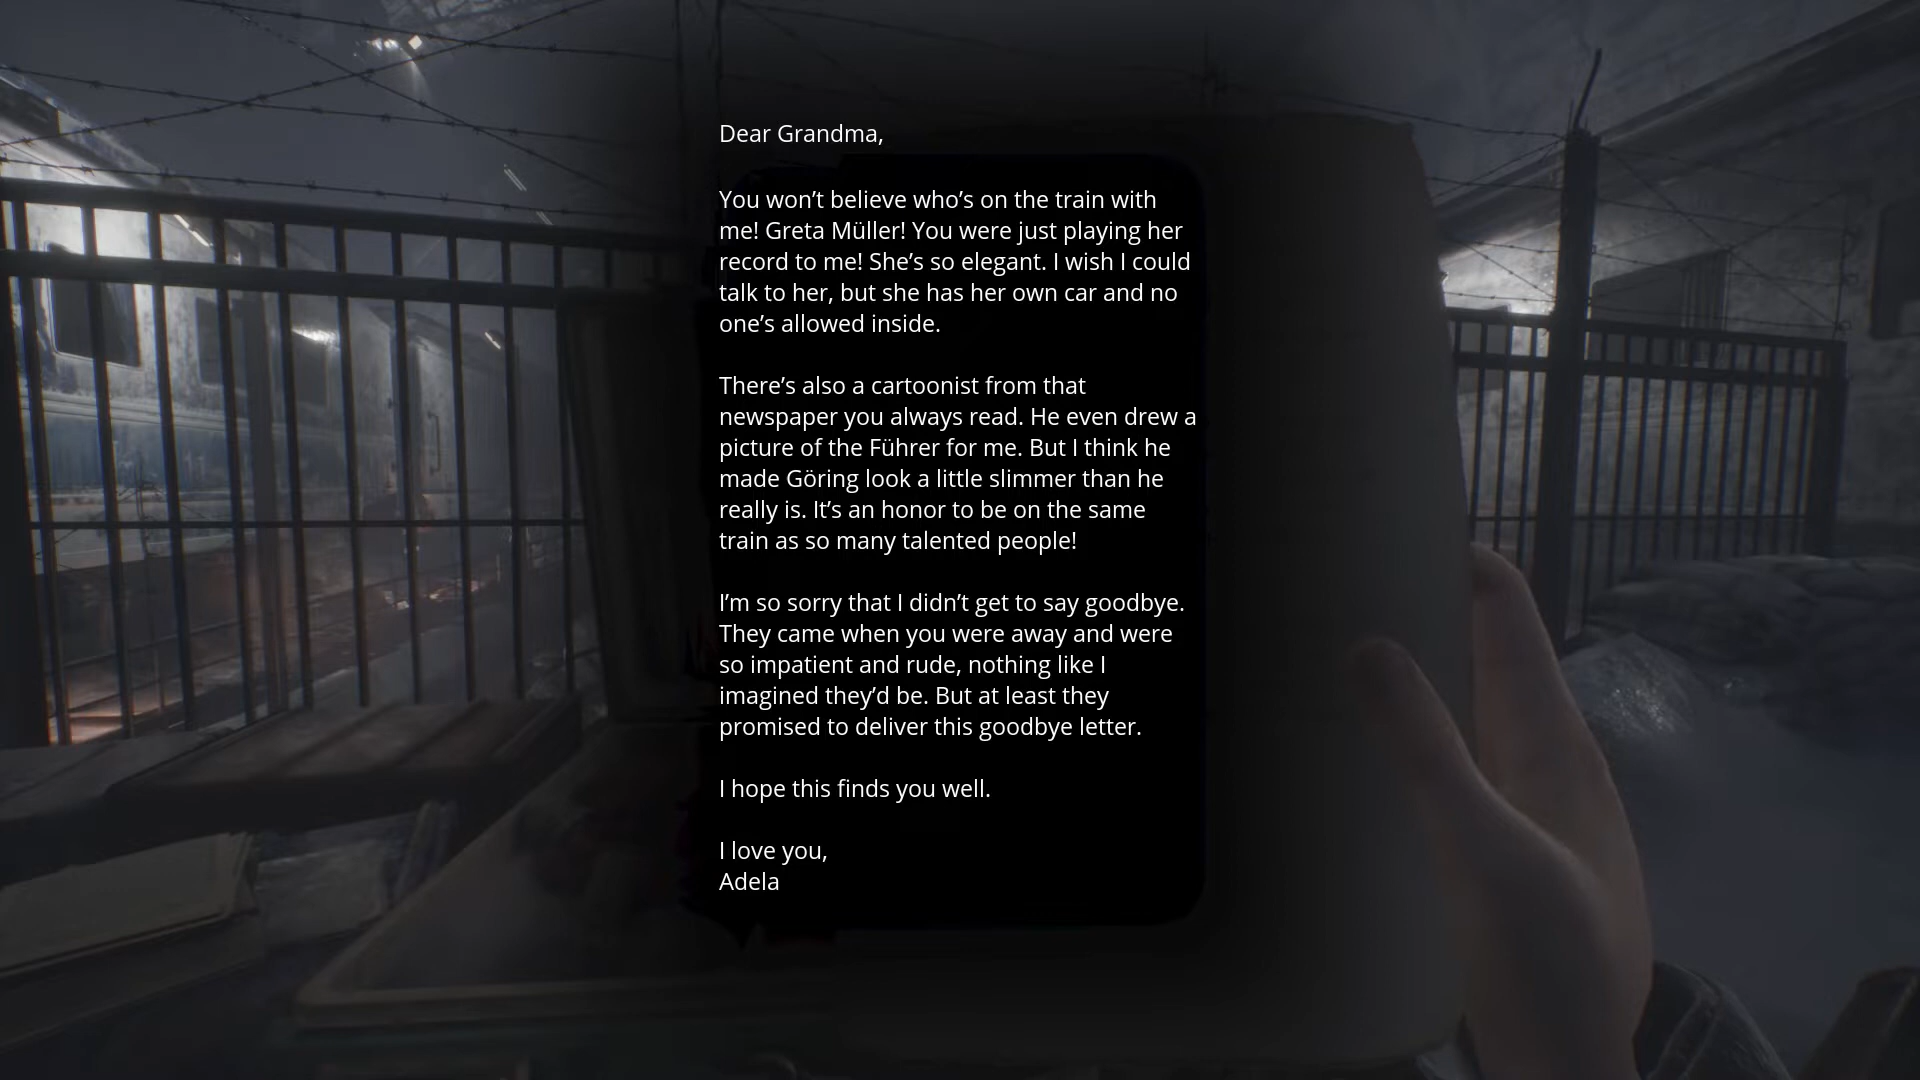 Dear Grandma,
You won’t believe who’s on the train with
me! Greta Müller! You were just playing her
record to me! She’s so elegant. I wish I could
talk to her, but she has her own car and no
one’s allowed inside.
There’s also a cartoonist from that
newspaper you always read. He even drew a
picture of the Führer for me. But I think he
made Göring look a little slimmer than he
really is. It’s an honor to be on the same
train as so many talented people!
I’m so sorry that I didn’t get to say goodbye.
They came when you were away and were
so impatient and rude, nothing like I
imagined they’d be. But at least they
promised to deliver this goodbye letter.
I hope this finds you well.
I love you,
Adela